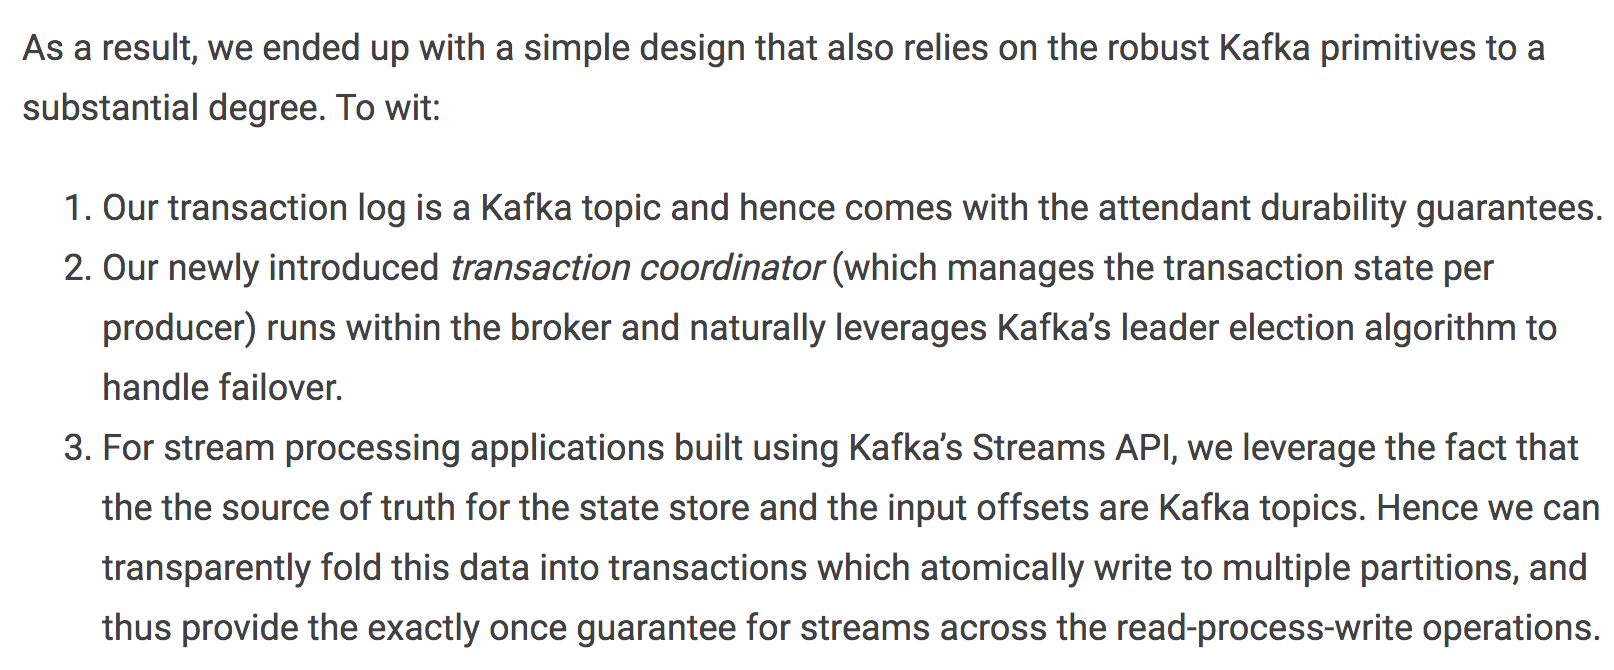 As a result, we ended up with a simple design that also relies on the robust Kafka primitives to a
substantial degree. To wit:
1. Our transaction log is a Kafka topic and hence comes with the attendant durability guarantees.
2. Our newly introduced transaction coordinator (which manages the transaction state per
producer) runs within the broker and naturally leverages Kafka’s leader election algorithm to
handle failover.
3. For stream processing applications built using Kafka’s Streams API, we leverage the fact that
the the source of truth for the state store and the input offsets are Kafka topics. Hence we can
transparently fold this data into transactions which atomically write to multiple partitions, and
thus provide the exactly once guarantee for streams across the read-process-write operations.